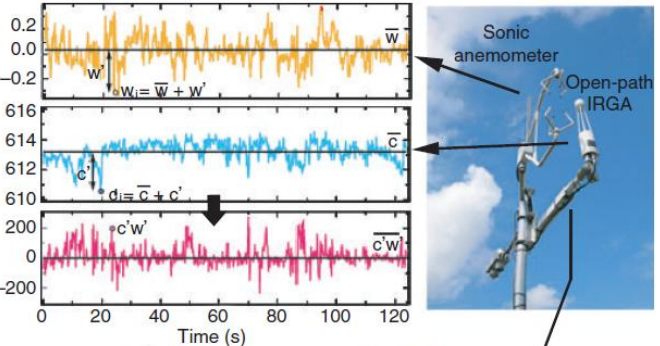 0.2
0.0
−0.2
w̅
w'
wᵢ= w̅ + w'
616
614
612
610
c̅
c'
cᵢ= c̅ + c'
200
0
−200
c'w'
c'w'
0 20 40 60 80 100 120
Time (s)
Sonic
anemometer
Open-path
IRGA